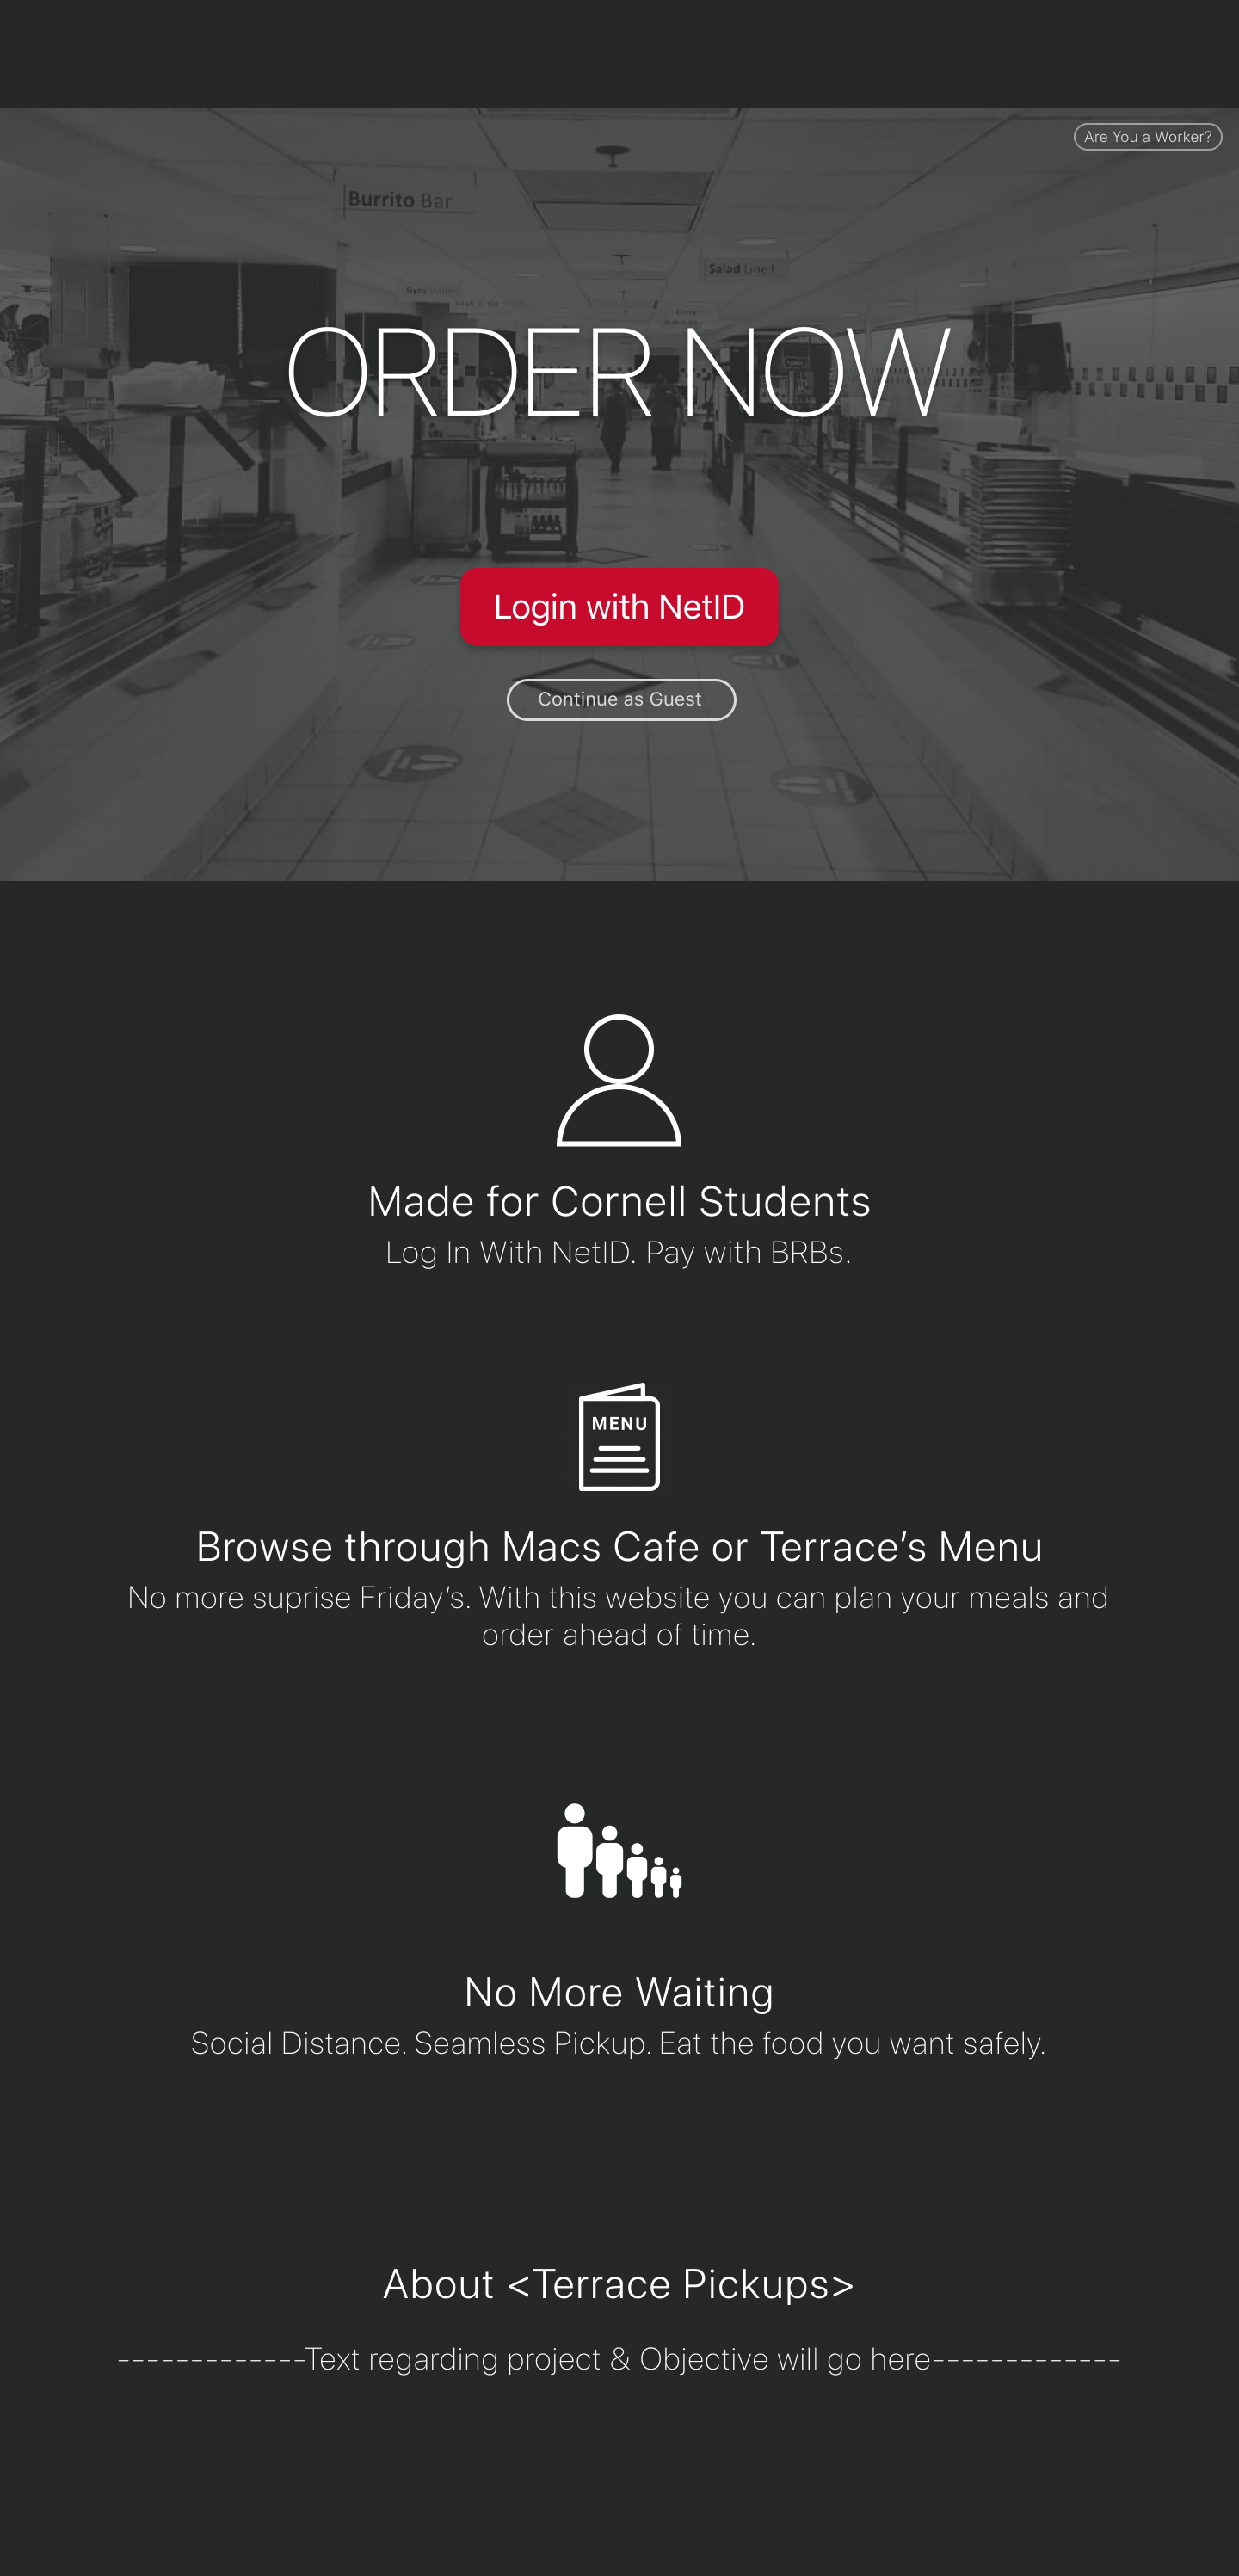 Are You a Worker?
Burrito Bar
Salad Line 1
ORDER NOW
Login with NetID
Continue as Guest
Made for Cornell Students
Log In With NetID. Pay with BRBs.
MENU
Browse through Macs Cafe or Terrace’s Menu
No more suprise Friday’s. With this website you can plan your meals and
order ahead of time.
No More Waiting
Social Distance. Seamless Pickup. Eat the food you want safely.
About <Terrace Pickups>
-------------Text regarding project & Objective will go here-------------